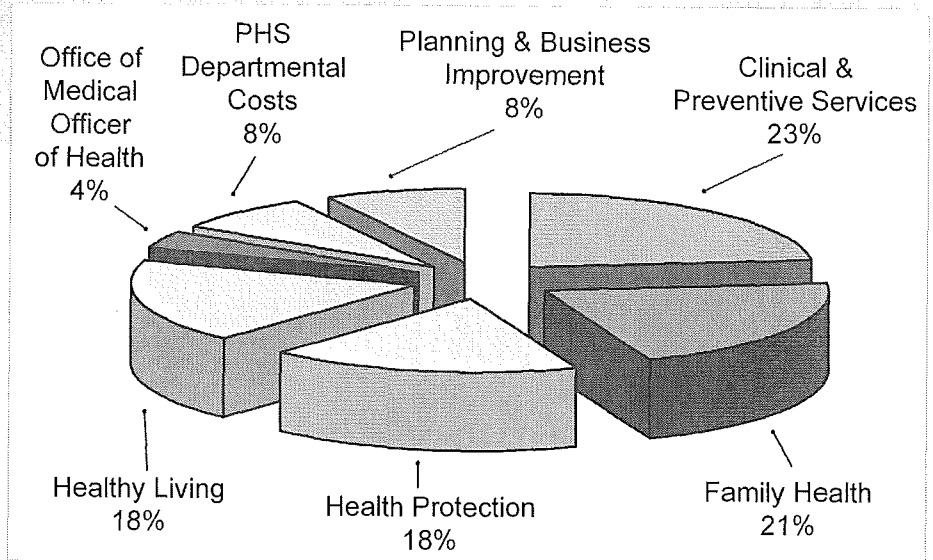 Office of
Medical
Officer
of Health
4%
PHS
Departmental
Costs
8%
Planning & Business
Improvement
8%
Clinical &
Preventive Services
23%
Healthy Living
18%
Health Protection
18%
Family Health
21%